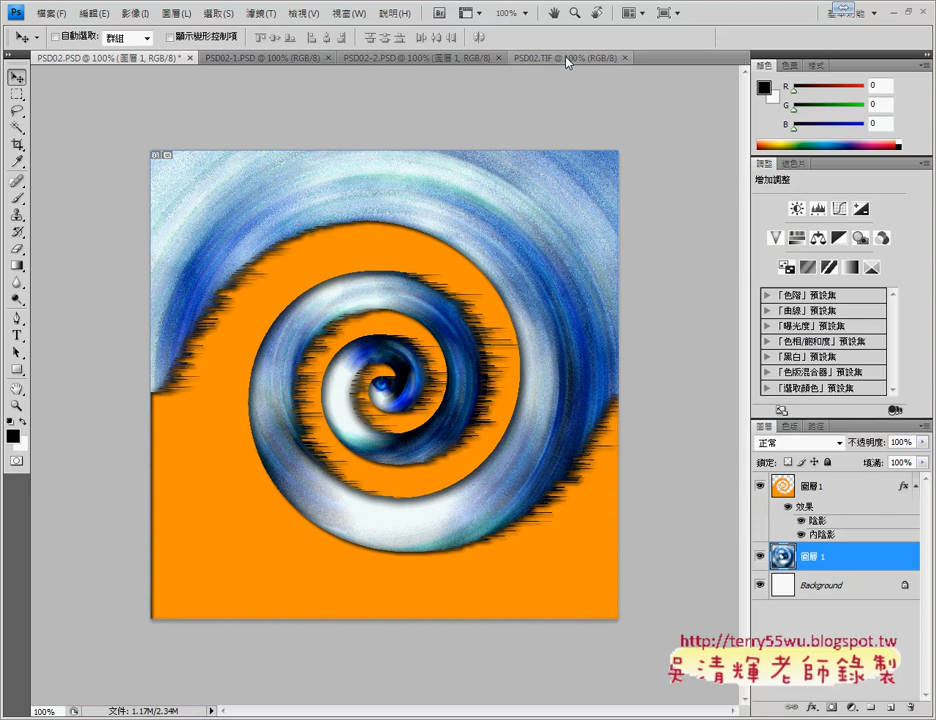 Ps 檔案(F) 編輯(E) 影像(I) 圖層(L) 選取(S) 濾鏡(T) 檢視(V) 視窗(W) 說明(H) Br 100%
自動選取: 群組 顯示變形控制項
PSD02.PSD @ 100% (圖層 1, RGB/8) * × PSD02-1.PSD @ 100% (RGB/8) × PSD02-2.PSD @ 100% (圖層 1, RGB/8) × PSD02.TIF @ 100% (RGB/8) ×
顏色 色票 樣式
R 0
G 0
B 0
調整 遮色片
增加調整
「色階」預設集
「曲線」預設集
「曝光度」預設集
「色相/飽和度」預設集
「黑白」預設集
「色版混合器」預設集
「選取顏色」預設集
圖層 色版 路徑
正常 不透明度: 100%
鎖定: 填滿: 100%
圖層1 fx
效果
陰影
內陰影
圖層 1
Background
http://terry55wu.blogspot.tw
吳清輝老師錄製
100% 文件: 1.17M/2.34M